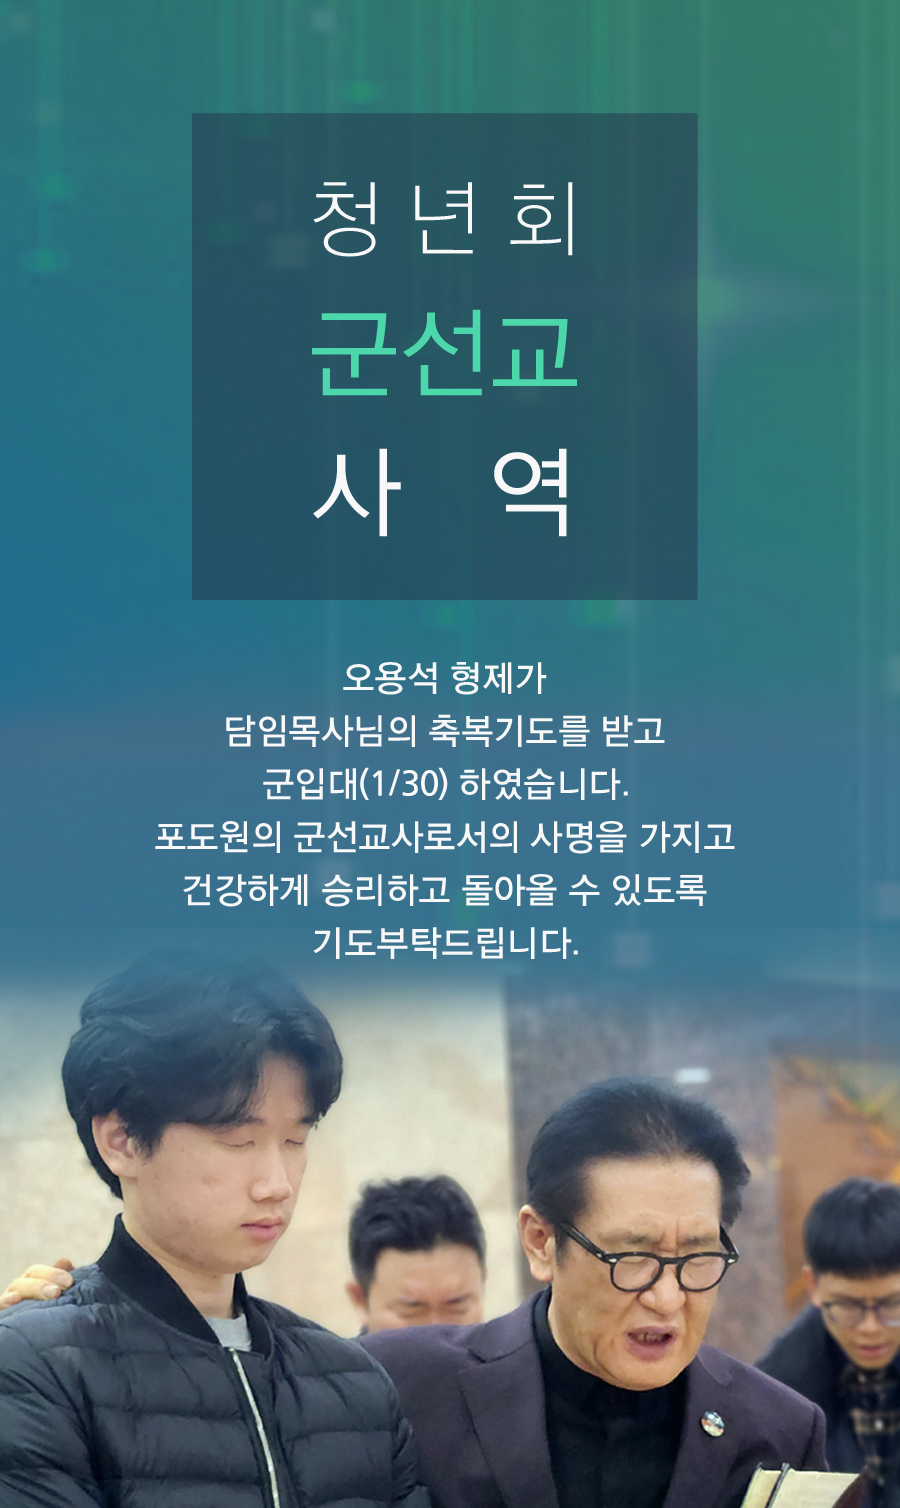 청년회
군선교
사역
오용석 형제가
담임목사님의 축복기도를 받고
군입대(1/30) 하였습니다.
포도원의 군선교사로서의 사명을 가지고
건강하게 승리하고 돌아올 수 있도록
기도부탁드립니다.